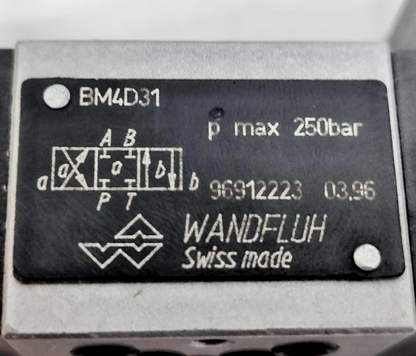 BM4D31
p max 250bar
A B
a a o b b
P T
96912223 03.96
WANDFLUH
Swiss made